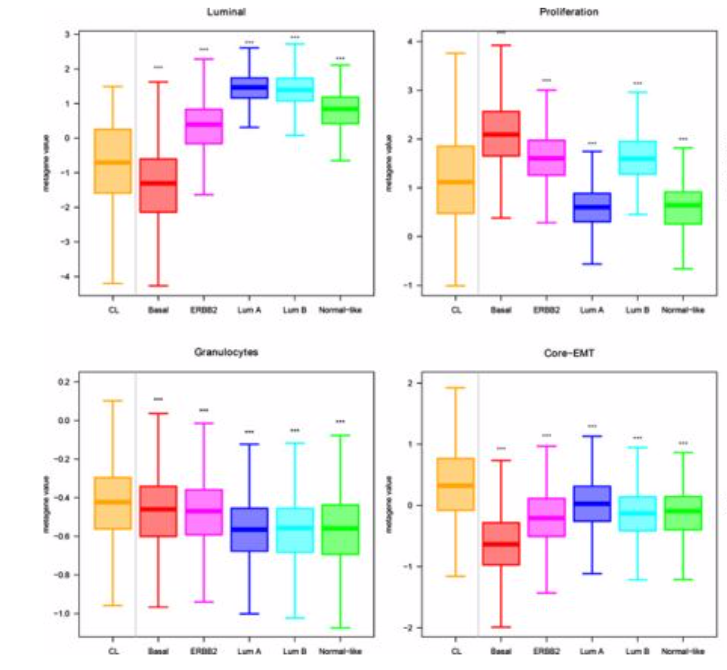 Luminal
metagene value
3
2
1
0
−1
−2
−3
−4
*** *** *** *** ***
CL Basal ERBB2 Lum A Lum B Normal−like
Proliferation
metagene value
4
3
2
1
0
−1
*** *** *** *** ***
CL Basal ERBB2 Lum A Lum B Normal−like
Granulocytes
metagene value
0.2
0.0
−0.2
−0.4
−0.6
−0.8
−1.0
*** *** *** *** ***
CL Basal ERBB2 Lum A Lum B Normal−like
Core−EMT
metagene value
2
1
0
−1
−2
*** *** *** *** ***
CL Basal ERBB2 Lum A Lum B Normal−like